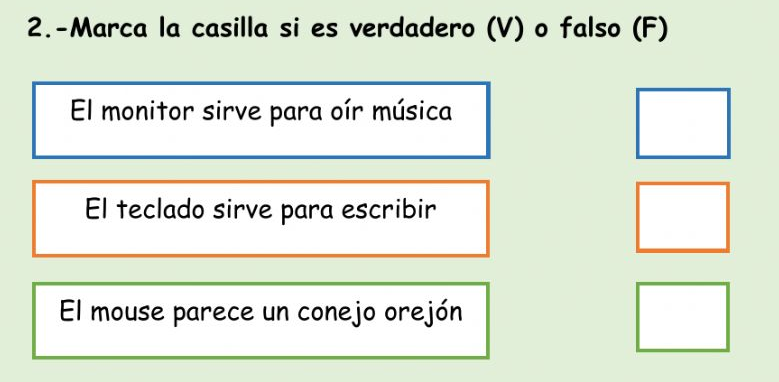 2.-Marca la casilla si es verdadero (V) o falso (F)
El monitor sirve para oír música
El teclado sirve para escribir
El mouse parece un conejo orejón